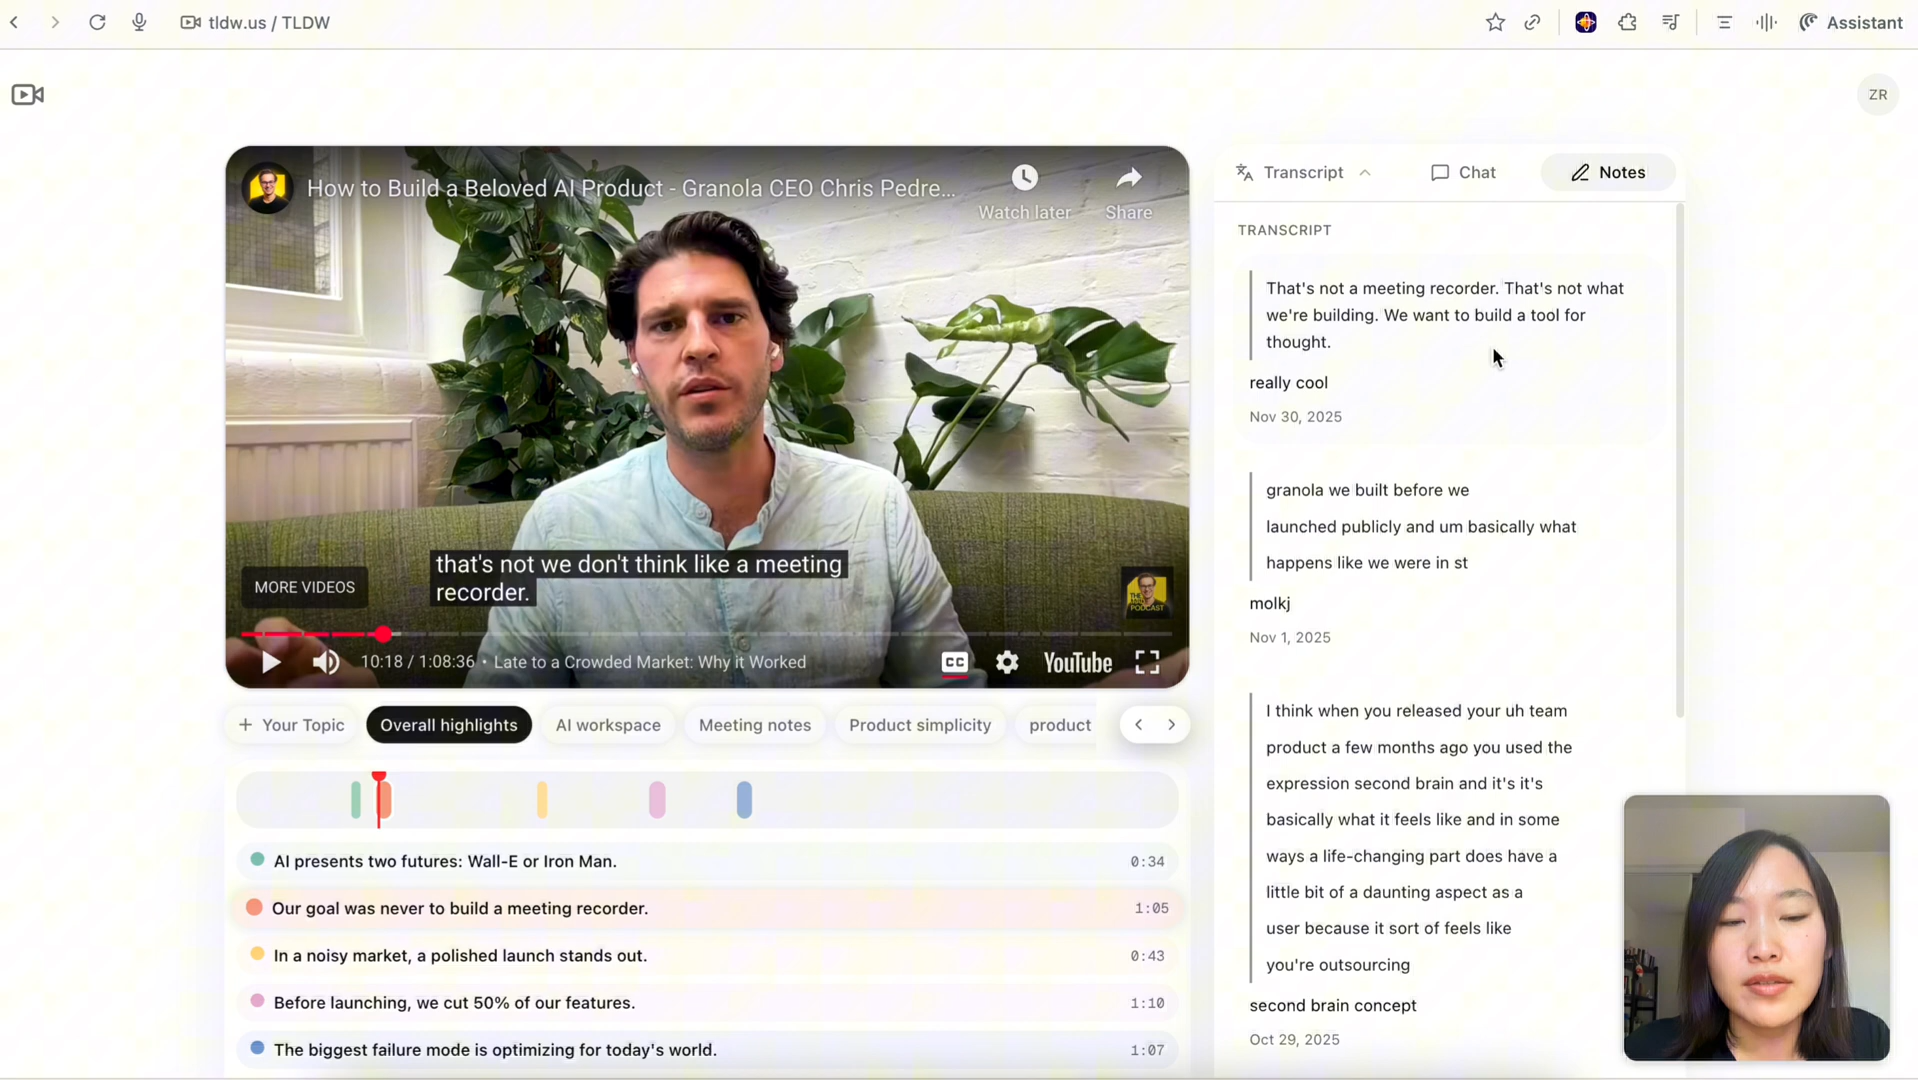 tldw.us / TLDW
Assistant
ZR
How to Build a Beloved AI Product - Granola CEO Chris Pedre...
Watch later
Share
that's not we don't think like a meeting
recorder.
MORE VIDEOS
PODCAST
10:18 / 1:08:36 • Late to a Crowded Market: Why it Worked
CC
YouTube
+ Your Topic
Overall highlights
AI workspace
Meeting notes
Product simplicity
product
AI presents two futures: Wall-E or Iron Man. 0:34
Our goal was never to build a meeting recorder. 1:05
In a noisy market, a polished launch stands out. 0:43
Before launching, we cut 50% of our features. 1:10
The biggest failure mode is optimizing for today's world. 1:07
Transcript
Chat
Notes
TRANSCRIPT
That's not a meeting recorder. That's not what
we're building. We want to build a tool for
thought.
really cool
Nov 30, 2025
granola we built before we
launched publicly and um basically what
happens like we were in st
molkj
Nov 1, 2025
I think when you released your uh team
product a few months ago you used the
expression second brain and it's it's
basically what it feels like and in some
ways a life-changing part does have a
little bit of a daunting aspect as a
user because it sort of feels like
you're outsourcing
second brain concept
Oct 29, 2025